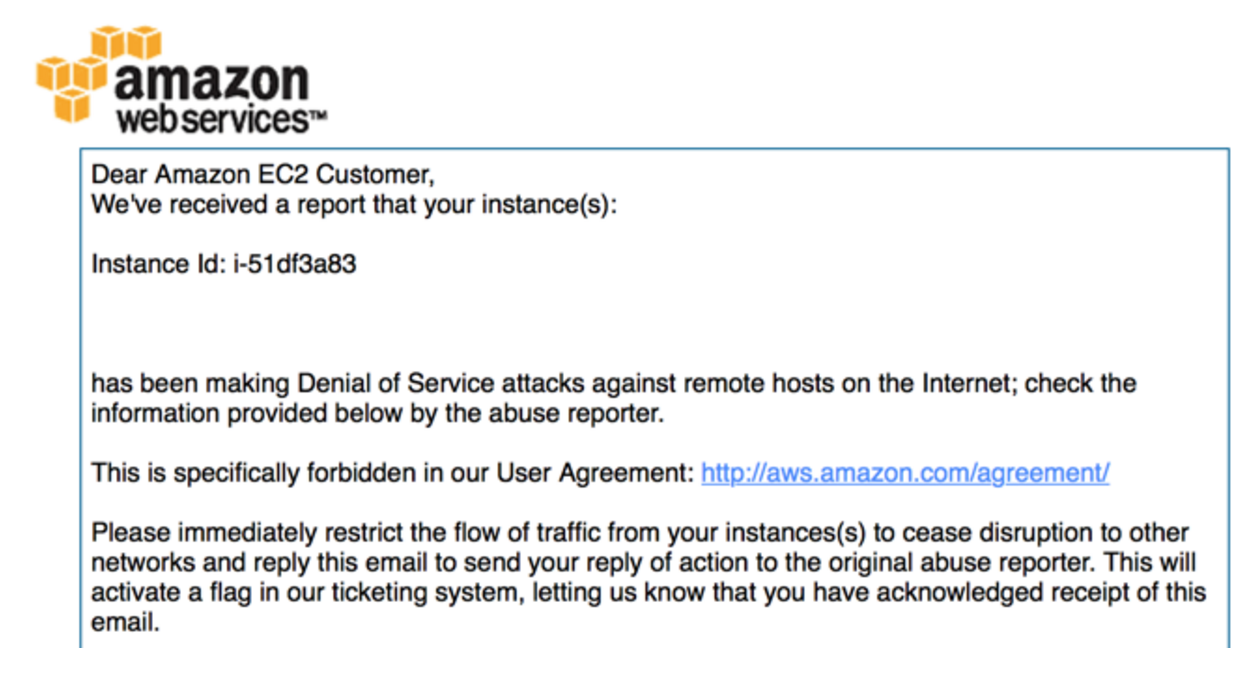 amazon
webservices™
Dear Amazon EC2 Customer,
We've received a report that your instance(s):
Instance Id: i-51df3a83
has been making Denial of Service attacks against remote hosts on the Internet; check the
information provided below by the abuse reporter.
This is specifically forbidden in our User Agreement: http://aws.amazon.com/agreement/
Please immediately restrict the flow of traffic from your instances(s) to cease disruption to other
networks and reply this email to send your reply of action to the original abuse reporter. This will
activate a flag in our ticketing system, letting us know that you have acknowledged receipt of this
email.